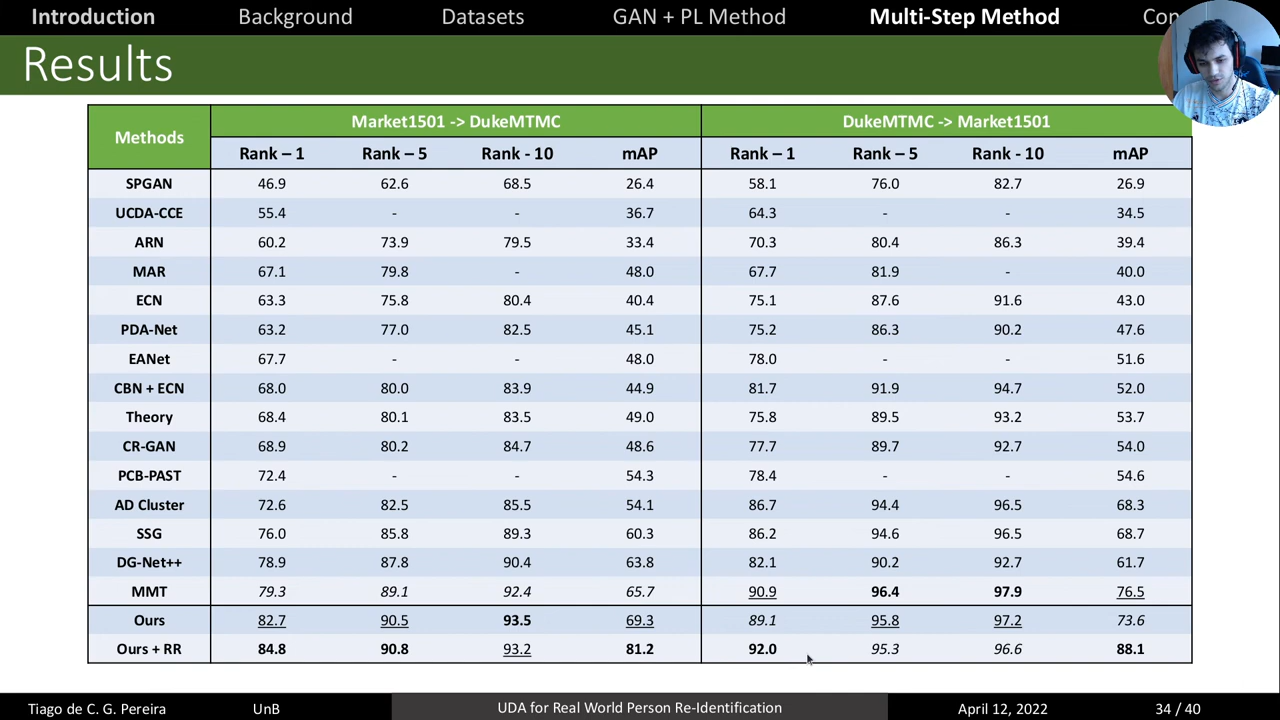 Introduction Background Datasets GAN + PL Method Multi-Step Method Con
Results
Methods Market1501 -> DukeMTMC DukeMTMC -> Market1501
Rank – 1 Rank – 5 Rank - 10 mAP Rank – 1 Rank – 5 Rank - 10 mAP
SPGAN 46.9 62.6 68.5 26.4 58.1 76.0 82.7 26.9
UCDA-CCE 55.4 - - 36.7 64.3 - - 34.5
ARN 60.2 73.9 79.5 33.4 70.3 80.4 86.3 39.4
MAR 67.1 79.8 - 48.0 67.7 81.9 - 40.0
ECN 63.3 75.8 80.4 40.4 75.1 87.6 91.6 43.0
PDA-Net 63.2 77.0 82.5 45.1 75.2 86.3 90.2 47.6
EANet 67.7 - - 48.0 78.0 - - 51.6
CBN + ECN 68.0 80.0 83.9 44.9 81.7 91.9 94.7 52.0
Theory 68.4 80.1 83.5 49.0 75.8 89.5 93.2 53.7
CR-GAN 68.9 80.2 84.7 48.6 77.7 89.7 92.7 54.0
PCB-PAST 72.4 - - 54.3 78.4 - - 54.6
AD Cluster 72.6 82.5 85.5 54.1 86.7 94.4 96.5 68.3
SSG 76.0 85.8 89.3 60.3 86.2 94.6 96.5 68.7
DG-Net++ 78.9 87.8 90.4 63.8 82.1 90.2 92.7 61.7
MMT 79.3 89.1 92.4 65.7 90.9 96.4 97.9 76.5
Ours 82.7 90.5 93.5 69.3 89.1 95.8 97.2 73.6
Ours + RR 84.8 90.8 93.2 81.2 92.0 95.3 96.6 88.1
Tiago de C. G. Pereira UnB UDA for Real World Person Re-Identification April 12, 2022 34 / 40